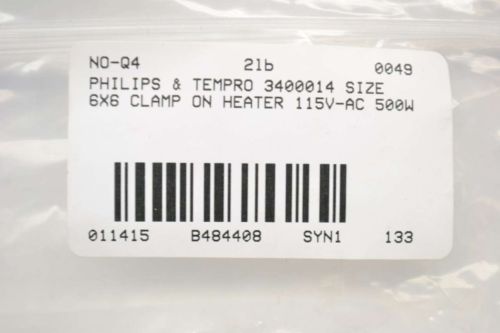 NO-Q4 2lb 0049
PHILIPS & TEMPRO 3400014 SIZE
6X6 CLAMP ON HEATER 115V-AC 500W
011415 B484408 SYN1 133